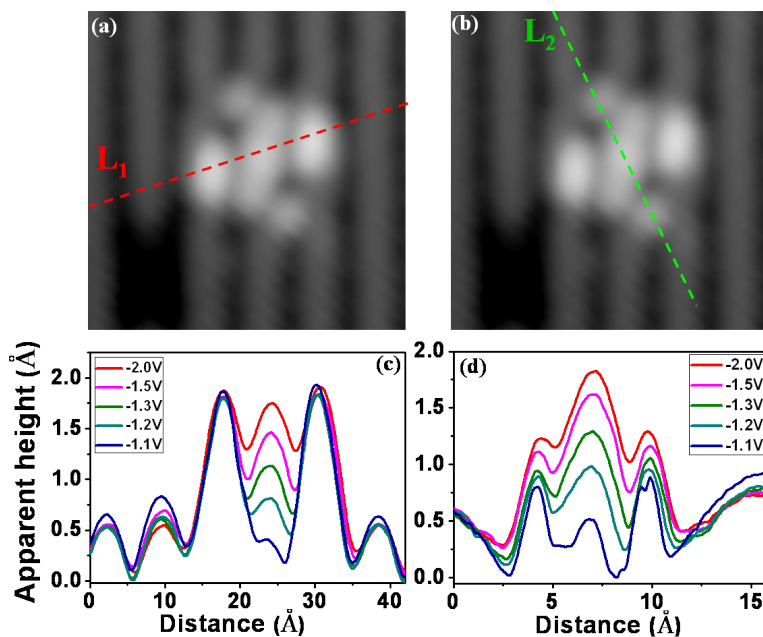 (a)
L1
(b)
L2
Apparent height (Å)
2.0
1.5
1.0
0.5
0.0
-2.0V
-1.5V
-1.3V
-1.2V
-1.1V
(c)
0 10 20 30 40
Distance (Å)
2.0
1.5
1.0
0.5
0.0
(d)
-2.0V
-1.5V
-1.3V
-1.2V
-1.1V
0 5 10 15
Distance (Å)